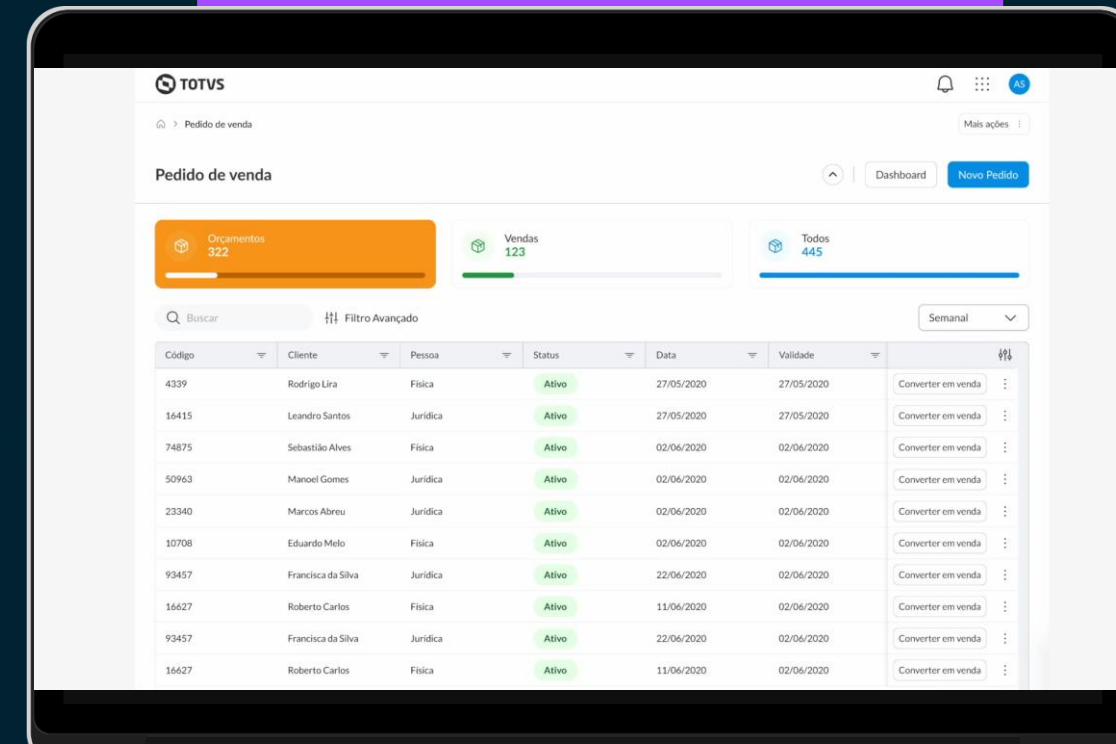 TOTVS
AS
Pedido de venda
Mais ações
Pedido de venda
Dashboard
Novo Pedido
Orçamentos
322
Vendas
123
Todos
445
Buscar
Filtro Avançado
Semanal
Código Cliente Pessoa Status Data Validade
4339 Rodrigo Lira Física Ativo 27/05/2020 27/05/2020 Converter em venda
16415 Leandro Santos Jurídica Ativo 27/05/2020 27/05/2020 Converter em venda
74875 Sebastião Alves Física Ativo 02/06/2020 02/06/2020 Converter em venda
50963 Manoel Gomes Jurídica Ativo 02/06/2020 02/06/2020 Converter em venda
23340 Marcos Abreu Jurídica Ativo 02/06/2020 02/06/2020 Converter em venda
10708 Eduardo Melo Física Ativo 02/06/2020 02/06/2020 Converter em venda
93457 Francisca da Silva Jurídica Ativo 22/06/2020 02/06/2020 Converter em venda
16627 Roberto Carlos Física Ativo 11/06/2020 02/06/2020 Converter em venda
93457 Francisca da Silva Jurídica Ativo 22/06/2020 02/06/2020 Converter em venda
16627 Roberto Carlos Física Ativo 11/06/2020 02/06/2020 Converter em venda